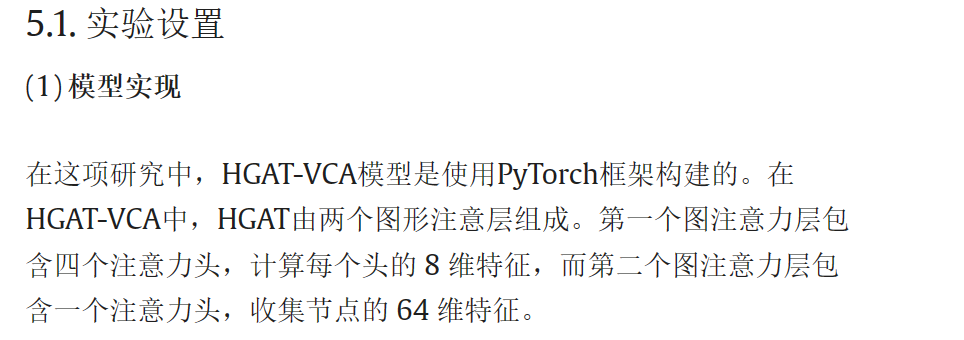 5.1. 实验设置
(1) 模型实现
在这项研究中，HGAT-VCA模型是使用PyTorch框架构建的。在
HGAT-VCA中，HGAT由两个图形注意层组成。第一个图注意力层包
含四个注意力头，计算每个头的 8 维特征，而第二个图注意力层包
含一个注意力头，收集节点的 64 维特征。